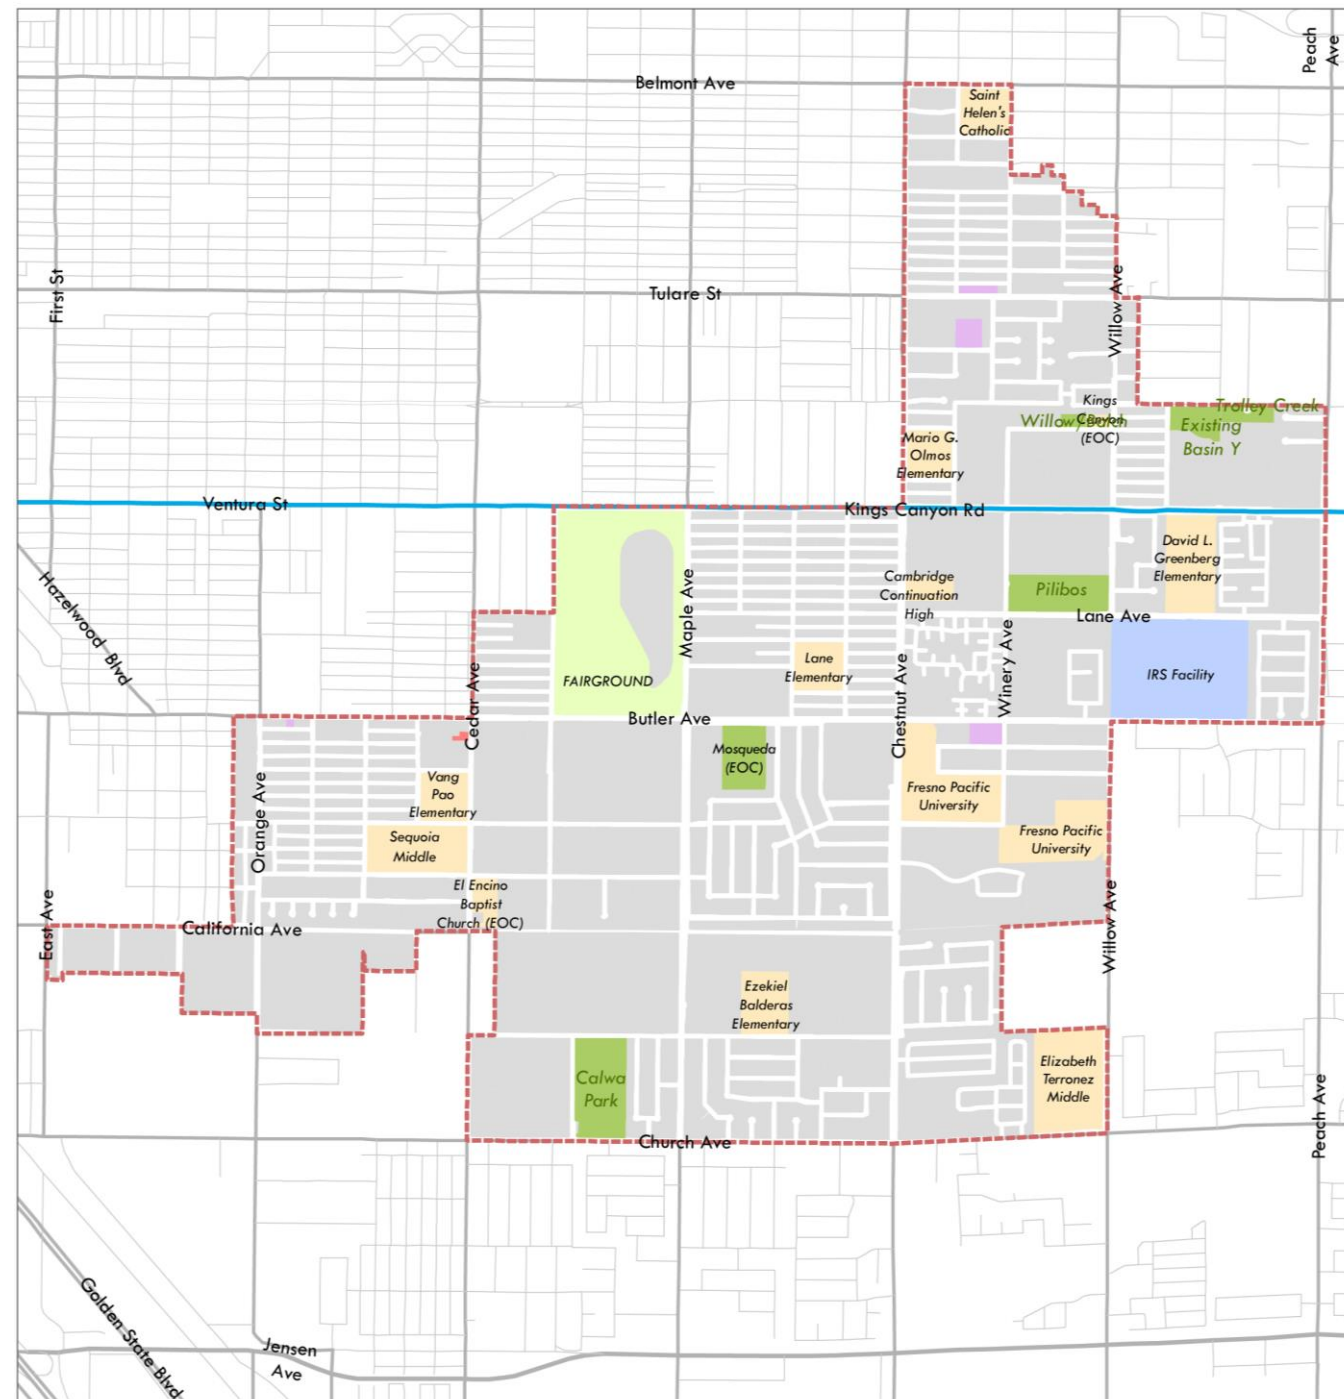 Peach
Ave
Belmont Ave
Saint
Helen's
Catholic
First St
Tulare St
Willow Ave
Kings
Canyon
(EOC)
Willow/Balch
Trolley Creek
Existing
Basin Y
Mario G.
Olmos
Elementary
Ventura St
Kings Canyon Rd
David L.
Greenberg
Elementary
Hazelwood Blvd
Maple Ave
Cambridge
Continuation
High
Pilibos
Lane Ave
Lane
Elementary
FAIRGROUND
Cedar Ave
Chestnut Ave
Winery Ave
IRS Facility
Butler Ave
Mosqueda
(EOC)
Orange Ave
Vang
Pao
Elementary
Fresno Pacific
University
Sequoia
Middle
Fresno Pacific
University
El Encino
Baptist
Church (EOC)
East Ave
California Ave
Willow Ave
Ezekiel
Balderas
Elementary
Calwa
Park
Elizabeth
Terronez
Middle
Church Ave
Peach Ave
Golden State Blvd
Jensen
Ave